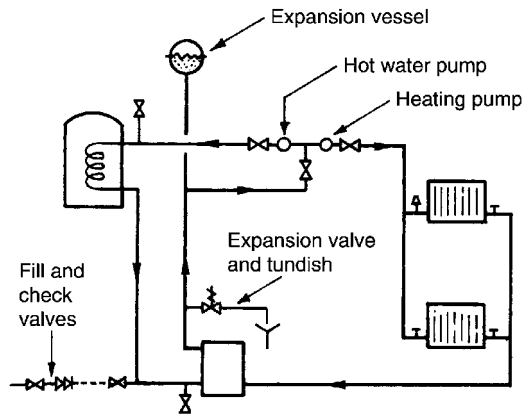 Expansion vessel
Hot water pump
Heating pump
Expansion valve
and tundish
Fill and
check
valves